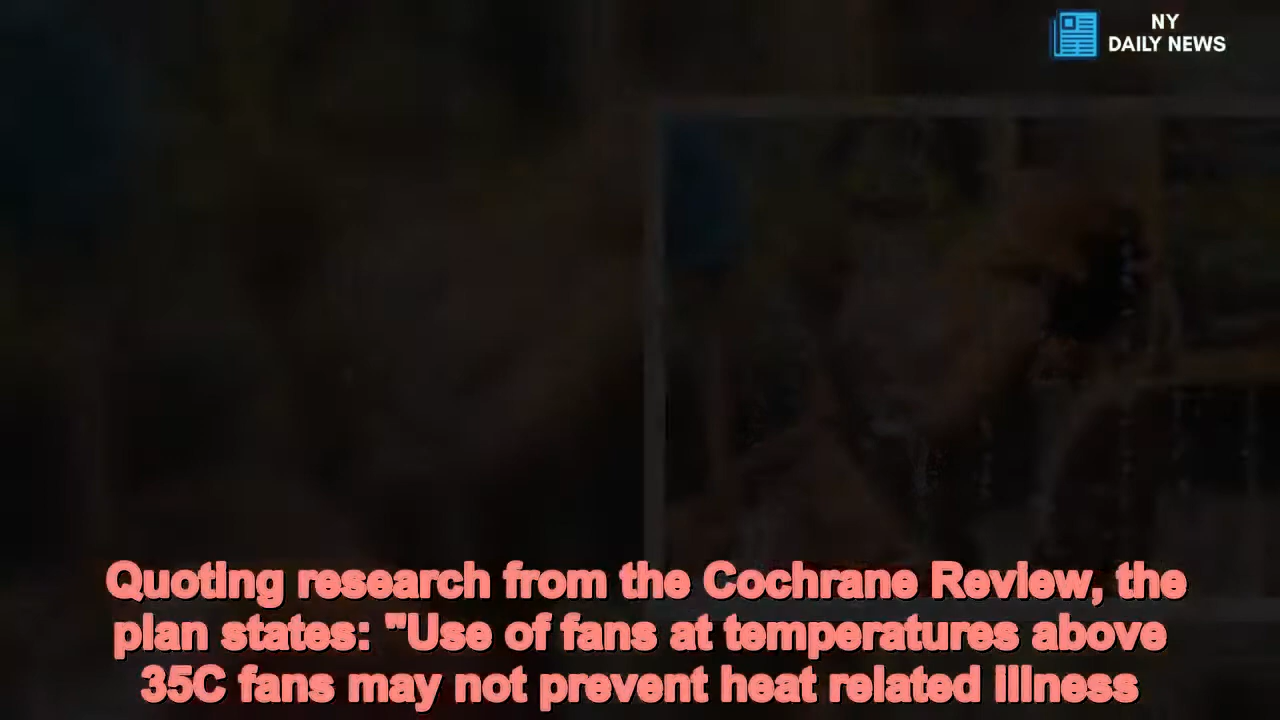 NY
DAILY NEWS
Quoting research from the Cochrane Review, the
plan states: "Use of fans at temperatures above
35C fans may not prevent heat related illness